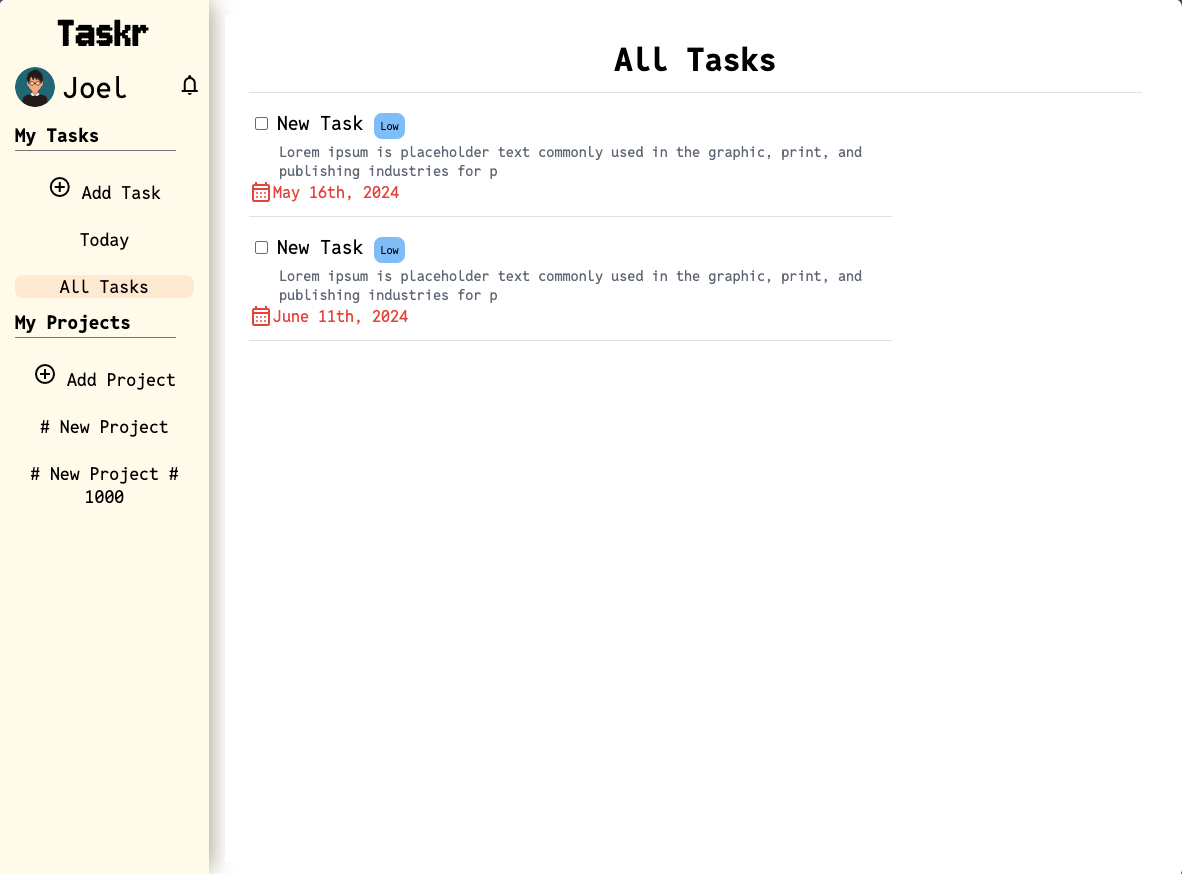 Taskr
Joel
My Tasks
Add Task
Today
All Tasks
My Projects
Add Project
# New Project
# New Project #
1000
All Tasks
New Task Low
Lorem ipsum is placeholder text commonly used in the graphic, print, and
publishing industries for p
May 16th, 2024
New Task Low
Lorem ipsum is placeholder text commonly used in the graphic, print, and
publishing industries for p
June 11th, 2024